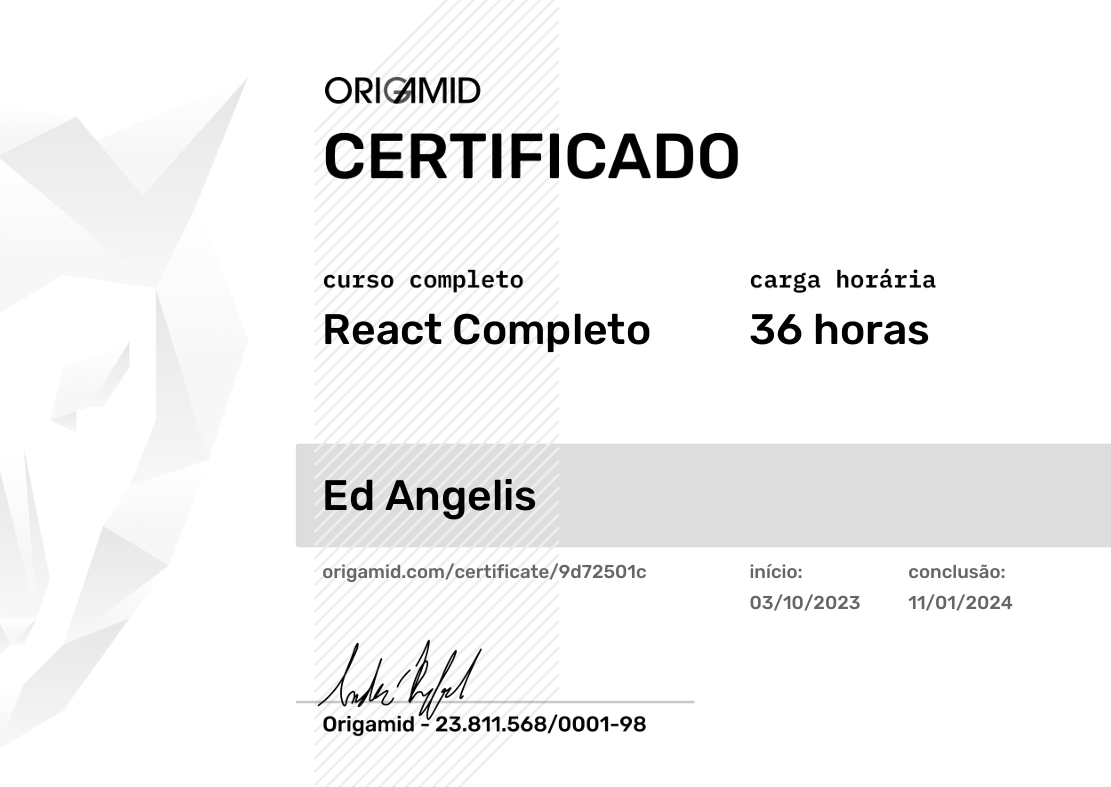 ORIGAMID
CERTIFICADO
curso completo
React Completo
carga horária
36 horas
Ed Angelis
origamid.com/certificate/9d72501c
início:
03/10/2023
conclusão:
11/01/2024
Origamid - 23.811.568/0001-98